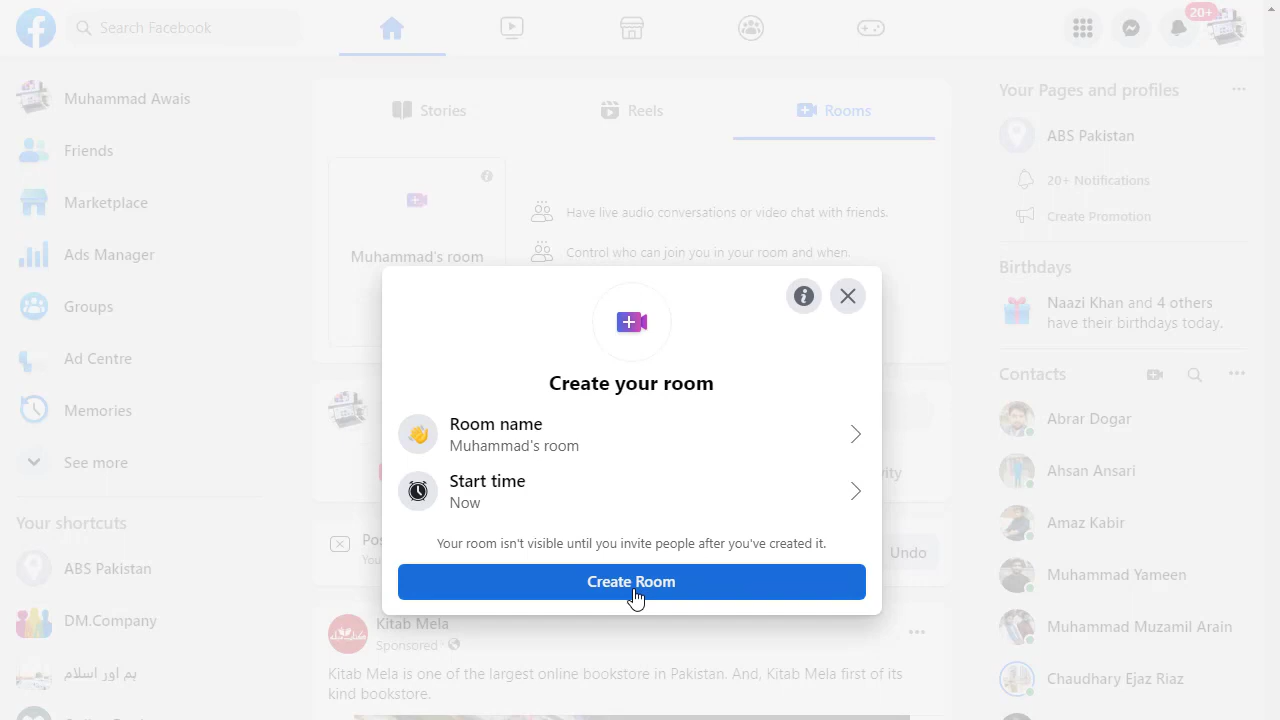 Search Facebook
20+
Muhammad Awais
Friends
Marketplace
Ads Manager
Groups
Ad Centre
Memories
See more
Your shortcuts
ABS Pakistan
DM.Company
ہم اور اسلام
Stories
Reels
Rooms
Muhammad's room
Have live audio conversations or video chat with friends.
Control who can join you in your room and when.
Create your room
Room name
Muhammad's room
Start time
Now
Your room isn't visible until you invite people after you've created it.
Create Room
Undo
Kitab Mela
Sponsored ·
Kitab Mela is one of the largest online bookstore in Pakistan. And, Kitab Mela first of its
kind bookstore.
Your Pages and profiles
ABS Pakistan
20+ Notifications
Create Promotion
Birthdays
Naazi Khan and 4 others
have their birthdays today.
Contacts
Abrar Dogar
Ahsan Ansari
Amaz Kabir
Muhammad Yameen
Muhammad Muzamil Arain
Chaudhary Ejaz Riaz